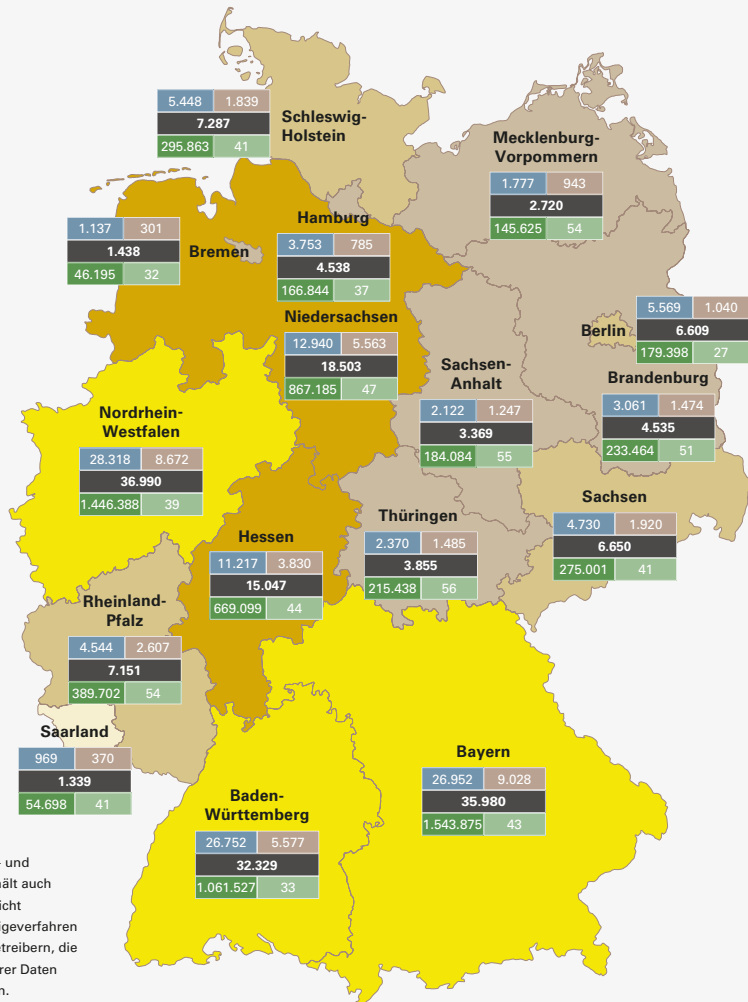 5.448 1.839
7.287
295.863 41
Schleswig-
Holstein
Mecklenburg-
Vorpommern
1.777 943
2.720
145.625 54
1.137 301
1.438
46.195 32
Bremen
Hamburg
3.753 785
4.538
166.844 37
Niedersachsen
12.940 5.563
18.503
867.185 47
Berlin
5.569 1.040
6.609
179.398 27
Sachsen-
Anhalt
2.122 1.247
3.369
184.084 55
Brandenburg
3.061 1.474
4.535
233.464 51
Nordrhein-
Westfalen
28.318 8.672
36.990
1.446.388 39
Sachsen
4.730 1.920
6.650
275.001 41
Hessen
11.217 3.830
15.047
669.099 44
Thüringen
2.370 1.485
3.855
215.438 56
Rheinland-
Pfalz
4.544 2.607
7.151
389.702 54
Saarland
969 370
1.339
54.698 41
Baden-
Württemberg
26.752 5.577
32.329
1.061.527 33
Bayern
26.952 9.028
35.980
1.543.875 43
und
auch
Daten